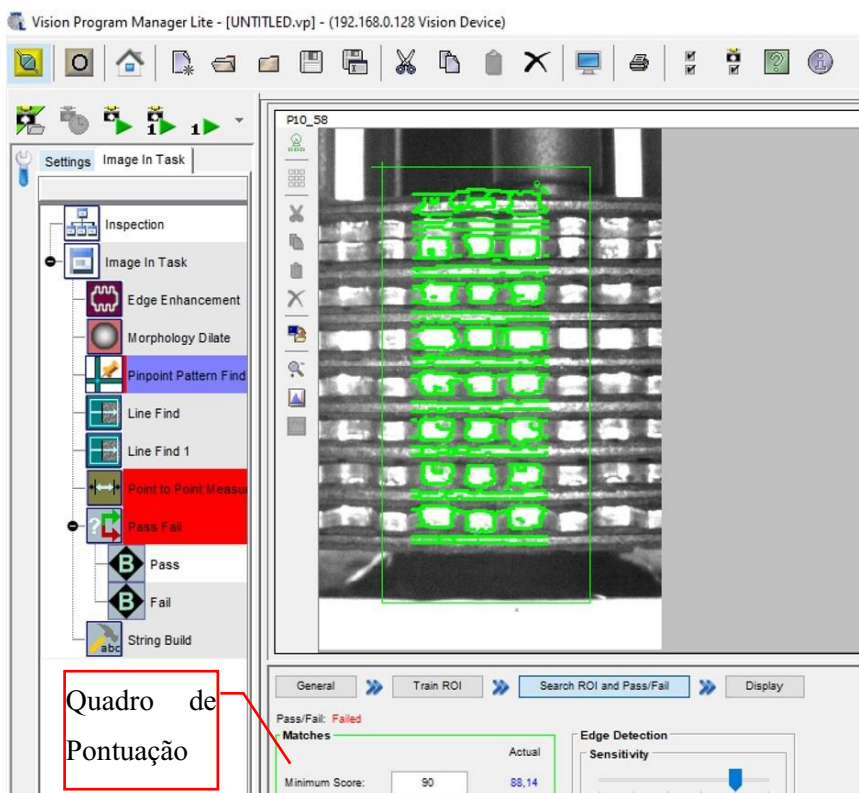 Vision Program Manager Lite - [UNTITLED.vp] - (192.168.0.128 Vision Device)
Settings Image In Task
P10_58
Inspection
Image In Task
Edge Enhancement
Morphology Dilate
Pinpoint Pattern Find
Line Find
Line Find 1
Point to Point Measu
Pass Fail
B Pass
B Fail
abc String Build
Quadro de
Pontuação
General Train ROI Search ROI and Pass/Fail Display
Pass/Fail: Failed
Matches
Actual
Minimum Score: 90 88,14
Edge Detection
Sensitivity